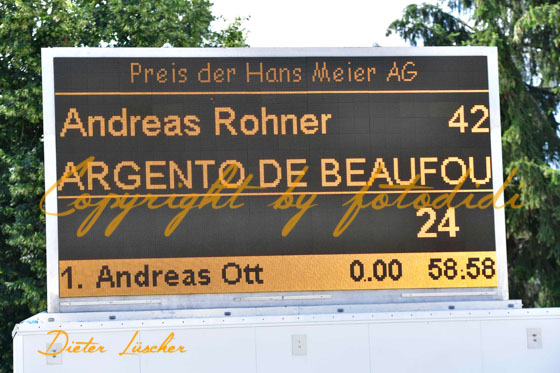 Preis der Hans Meier AG
Andreas Rohner 42
ARGENTO DE BEAUFOU
Copyright by fotodidi
24
1. Andreas Ott 0.00 58.58
Dieter Lüscher